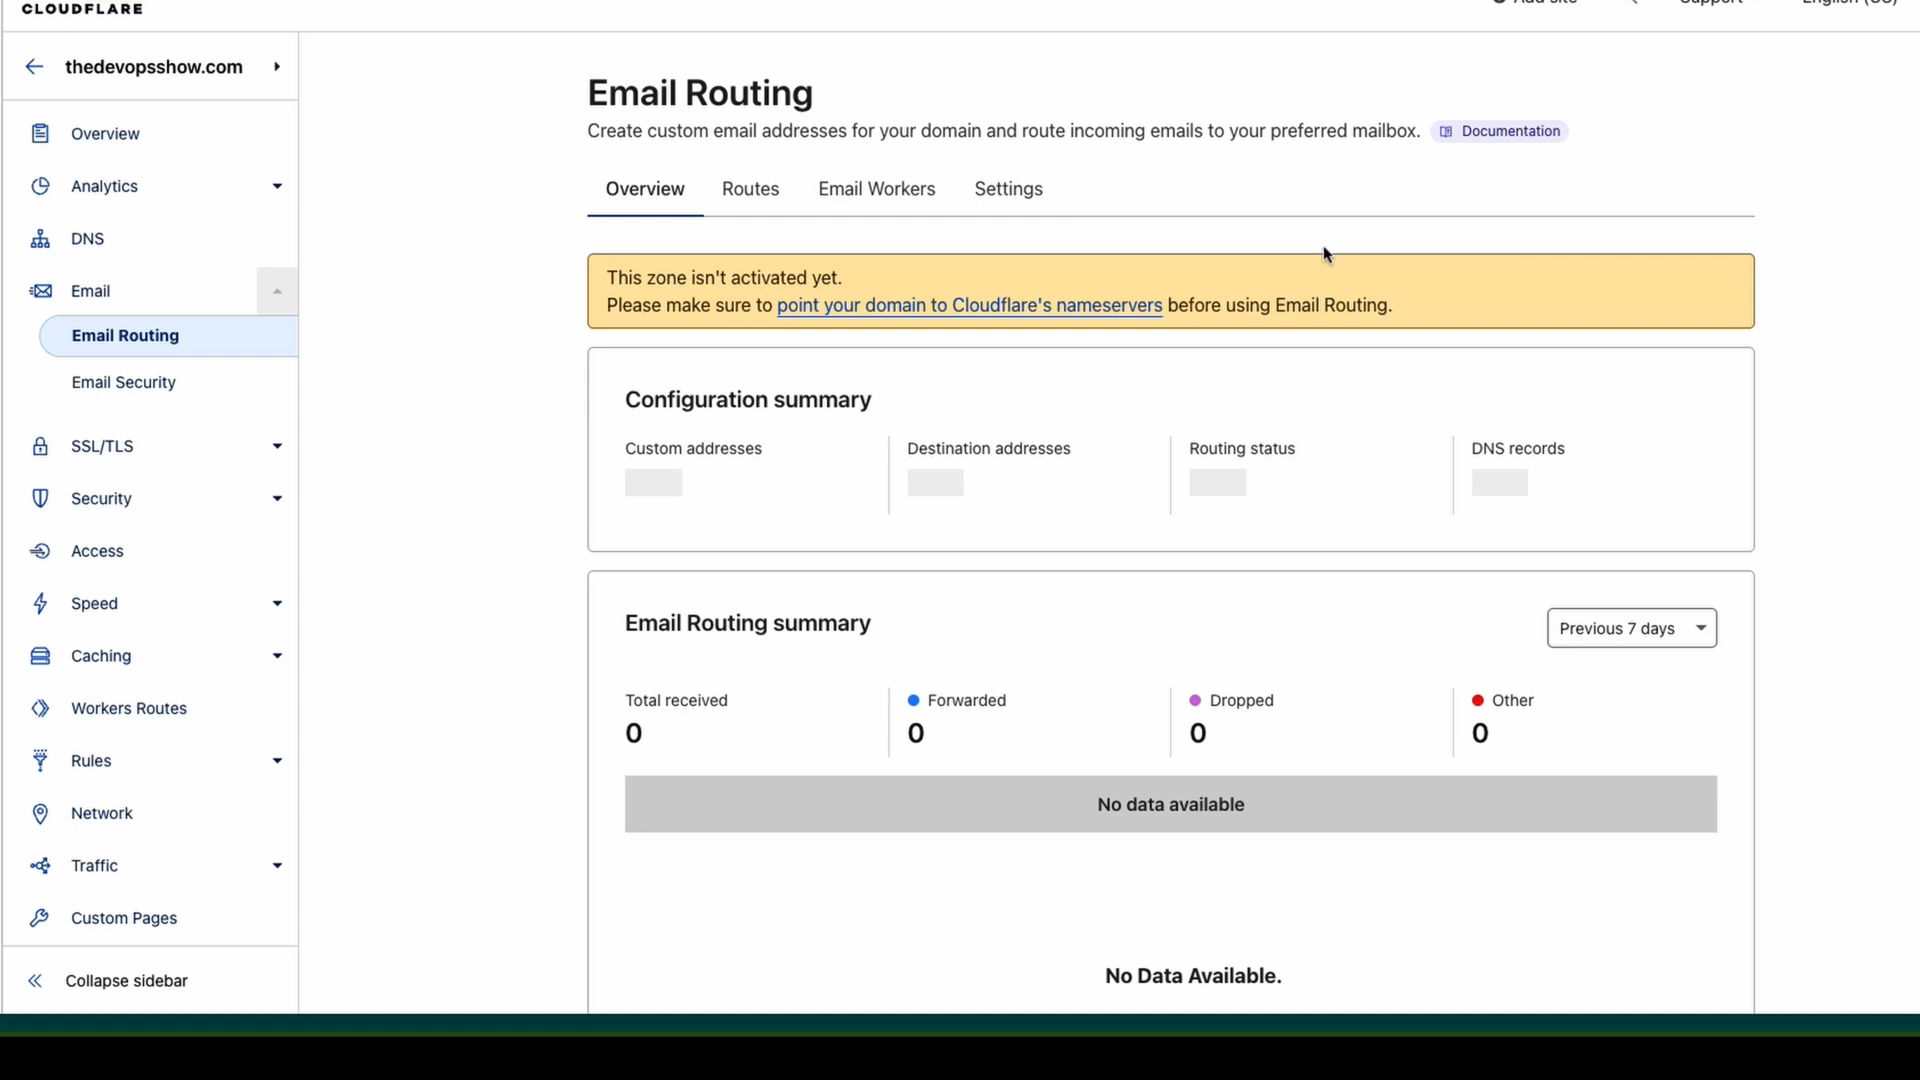 CLOUDFLARE
Add site
Support
English (US)
thedevopsshow.com
Overview
Analytics
DNS
Email
Email Routing
Email Security
SSL/TLS
Security
Access
Speed
Caching
Workers Routes
Rules
Network
Traffic
Custom Pages
Collapse sidebar
Email Routing
Create custom email addresses for your domain and route incoming emails to your preferred mailbox. Documentation
Overview Routes Email Workers Settings
This zone isn't activated yet.
Please make sure to point your domain to Cloudflare's nameservers before using Email Routing.
Configuration summary
Custom addresses Destination addresses Routing status DNS records
Email Routing summary
Previous 7 days
Total received Forwarded Dropped Other
0 0 0 0
No data available
No Data Available.